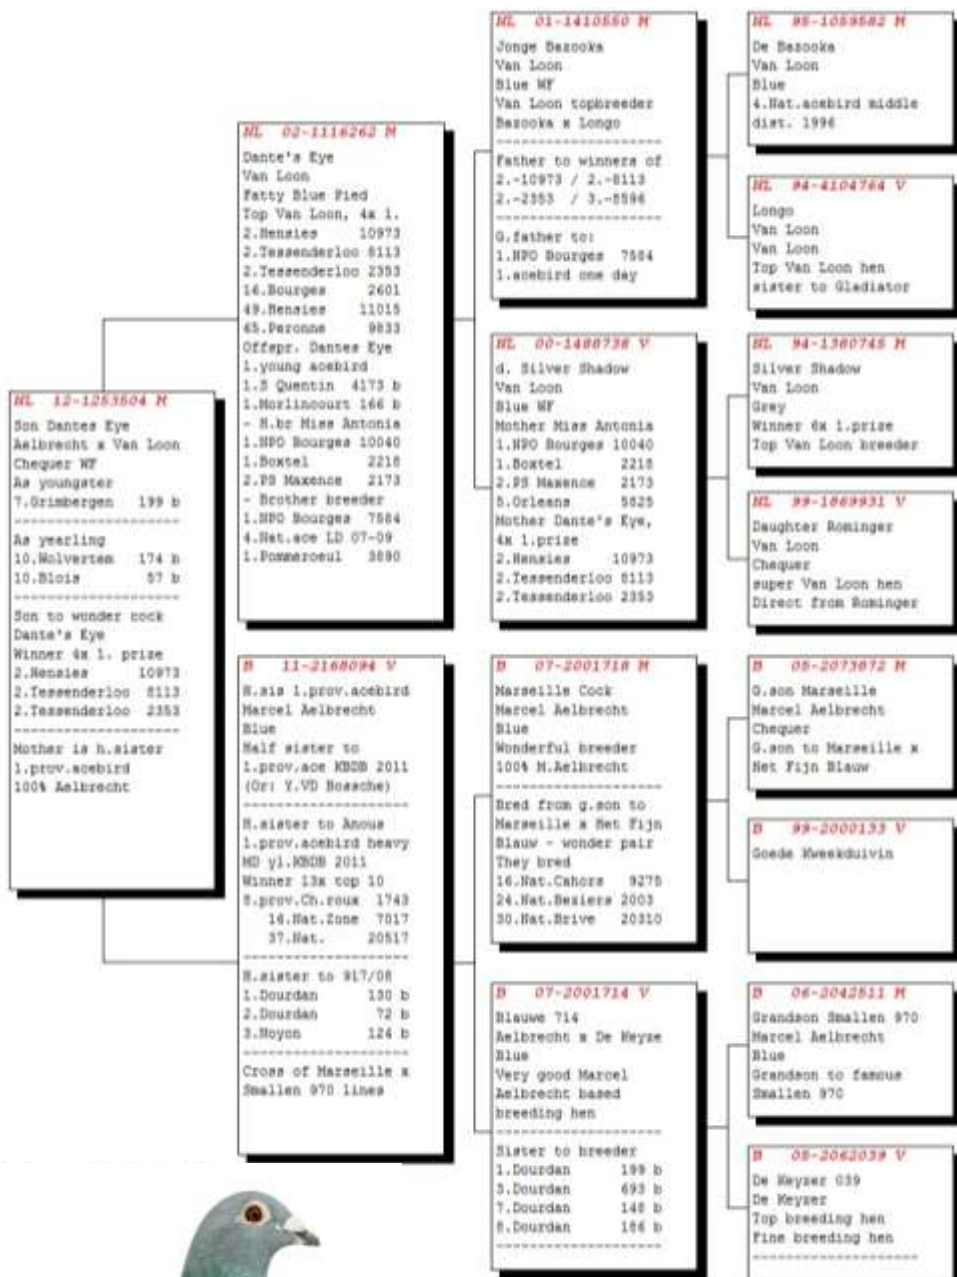 NL 12-1253504 M
Son Dantes Eye
Aelbrecht x Van Loon
Chequer WF
As youngster
7.Grimbergen 199 b
-------------------
As yearling
10.Wolvertem 174 b
10.Blois 57 b
-------------------
Son to wonder cock
Dante's Eye
Winner 4x 1. prize
2.Hensies 10973
2.Tessenderloo 8113
2.Tessenderloo 2353
-------------------
Mother is h.sister
1.prov.acebird
100% Aelbrecht
NL 02-1116262 M
Dante's Eye
Van Loon
Fatty Blue Pied
Top Van Loon, 4x 1.
2.Hensies 10973
2.Tessenderloo 8113
2.Tessenderloo 2353
16.Bourges 2601
49.Hensies 11015
65.Peronne 9833
Offspr. Dantes Eye
1.young acebird
1.S Quentin 4173 b
1.Morlincourt 166 b
- H.br Miss Antonia
1.NPO Bourges 10040
1.Boxtel 2218
2.PS Maxence 2173
- Brother breeder
1.NPO Bourges 7584
4.Nat.ace LD 07-09
1.Pommeroeul 3090
B 11-2168094 V
H.sis 1.prov.acebird
Marcel Aelbrecht
Blue
Half sister to
1.prov.ace KBDB 2011
(Or: Y.VD Bossche)
-------------------
H.sister to Anous
1.prov.acebird heavy
MD yl.KBDB 2011
Winner 13x top 10
8.prov.Ch.roux 1743
16.Nat.Zone 7017
37.Nat. 20517
-------------------
H.sister to 917/08
1.Dourdan 130 b
2.Dourdan 72 b
3.Noyon 124 b
-------------------
Cross of Marseille x
Smallen 970 lines
NL 01-1410550 M
Jonge Bazooka
Van Loon
Blue WF
Van Loon topbreeder
Bazooka x Longo
-------------------
Father to winners of
2.-10973 / 2.-8113
2.-2353 / 3.-8596
-------------------
G.father to:
1.NPO Bourges 7584
1.acebird one day
NL 00-1488738 V
d. Silver Shadow
Van Loon
Blue WF
Mother Miss Antonia
1.NPO Bourges 10040
1.Boxtel 2218
2.PS Maxence 2173
5.Orleans 5825
Mother Dante's Eye,
4x 1.prize
2.Hensies 10973
2.Tessenderloo 8113
2.Tessenderloo 2353
B 07-2001718 M
Marseille Cock
Marcel Aelbrecht
Blue
Wonderful breeder
100% M.Aelbrecht
-------------------
Bred from g.son to
Marseille x Het Fijn
Blauw - wonder pair
They bred
16.Nat.Cahors 9275
24.Nat.Beziers 2003
30.Nat.Brive 20310
B 07-2001714 V
Blauwe 714
Aelbrecht x De Keyze
Blue
Very good Marcel
Aelbrecht based
breeding hen
-------------------
Sister to breeder
1.Dourdan 199 b
3.Dourdan 693 b
7.Dourdan 148 b
8.Dourdan 186 b
-------------------
NL 95-1059582 M
De Bazooka
Van Loon
Blue
4.Nat.acebird middle
dist. 1996
NL 94-4104764 V
Longo
Van Loon
Van Loon
Top Van Loon hen
sister to Gladiator
NL 94-1380745 M
Silver Shadow
Van Loon
Grey
Winner 6x 1.prize
Top Van Loon breeder
NL 99-1869931 V
Daughter Rominger
Van Loon
Chequer
super Van Loon hen
Direct from Rominger
B 05-2073672 M
G.son Marseille
Marcel Aelbrecht
Chequer
G.son to Marseille x
Het Fijn Blauw
B 99-2000133 V
Goede Kweekduivin
B 06-2042511 M
Grandson Smallen 970
Marcel Aelbrecht
Blue
Grandson to famous
Smallen 970
B 05-2062039 V
De Keyzer 039
De Keyzer
Top breeding hen
Fine breeding hen
-------------------